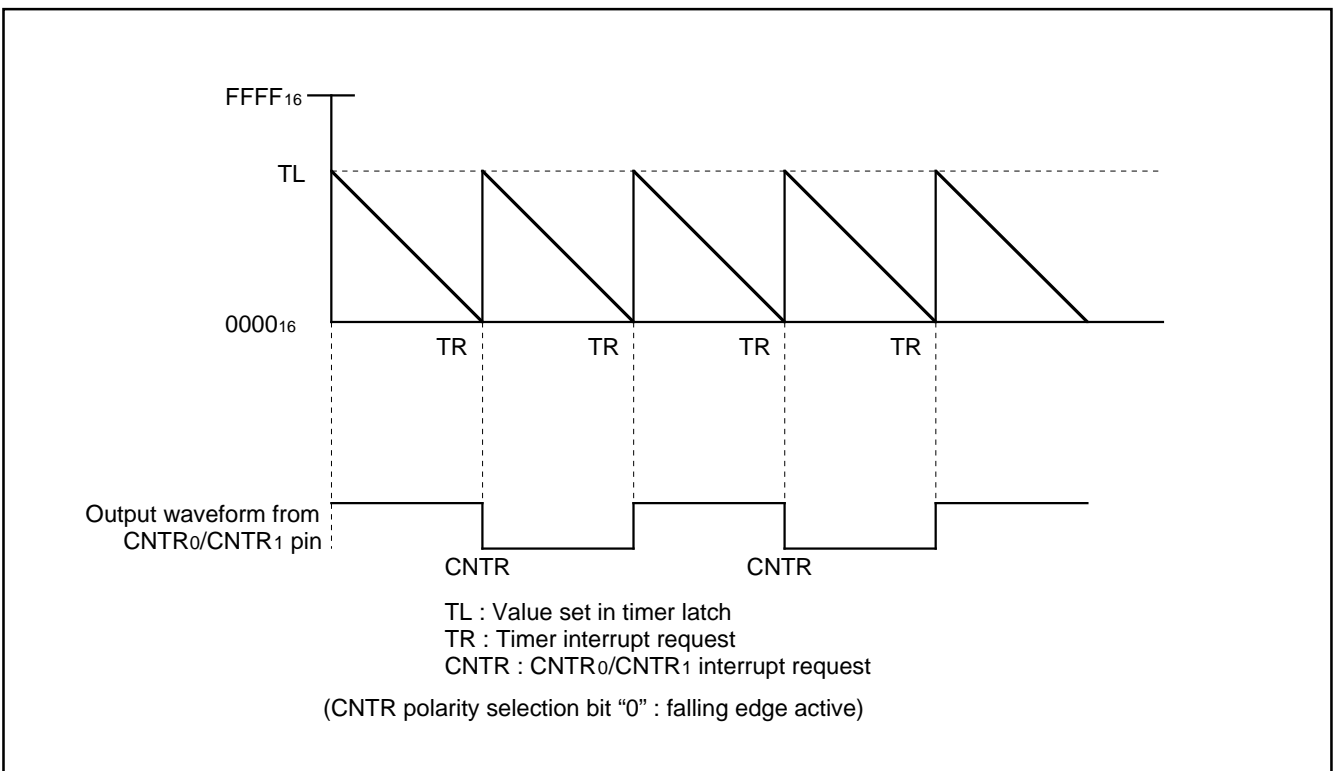 FFFF16
TL
000016
TR TR TR TR
Output waveform from
CNTR0/CNTR1 pin
CNTR CNTR
TL : Value set in timer latch
TR : Timer interrupt request
CNTR : CNTR0/CNTR1 interrupt request
(CNTR polarity selection bit “0” : falling edge active)